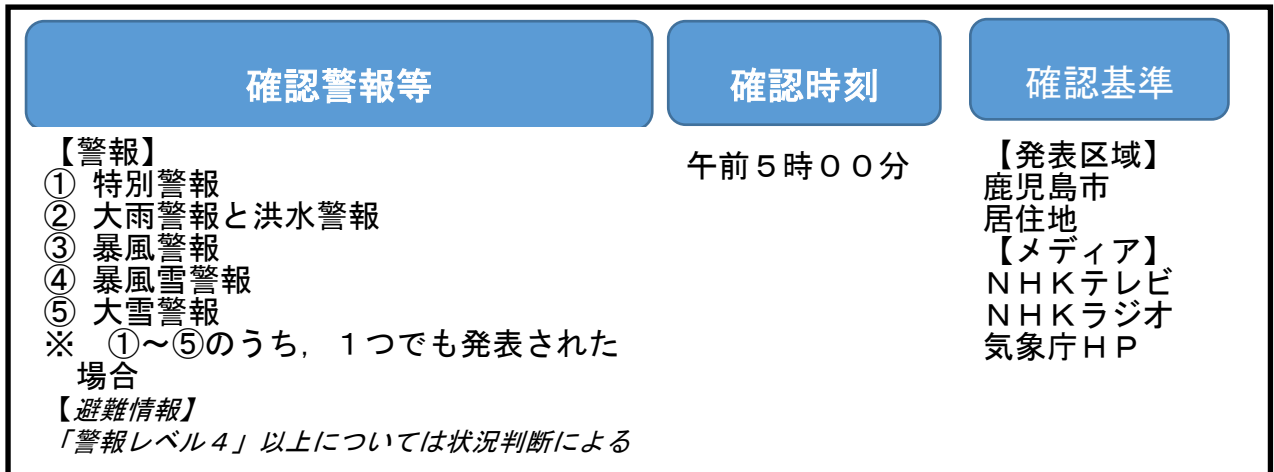 確認警報等
確認時刻
確認基準
【警報】
① 特別警報
② 大雨警報と洪水警報
③ 暴風警報
④ 暴風雪警報
⑤ 大雪警報
※　①～⑤のうち，１つでも発表された
場合
【避難情報】
「警報レベル４」以上については状況判断による
午前５時００分
【発表区域】
鹿児島市
居住地
【メディア】
ＮＨＫテレビ
ＮＨＫラジオ
気象庁ＨＰ